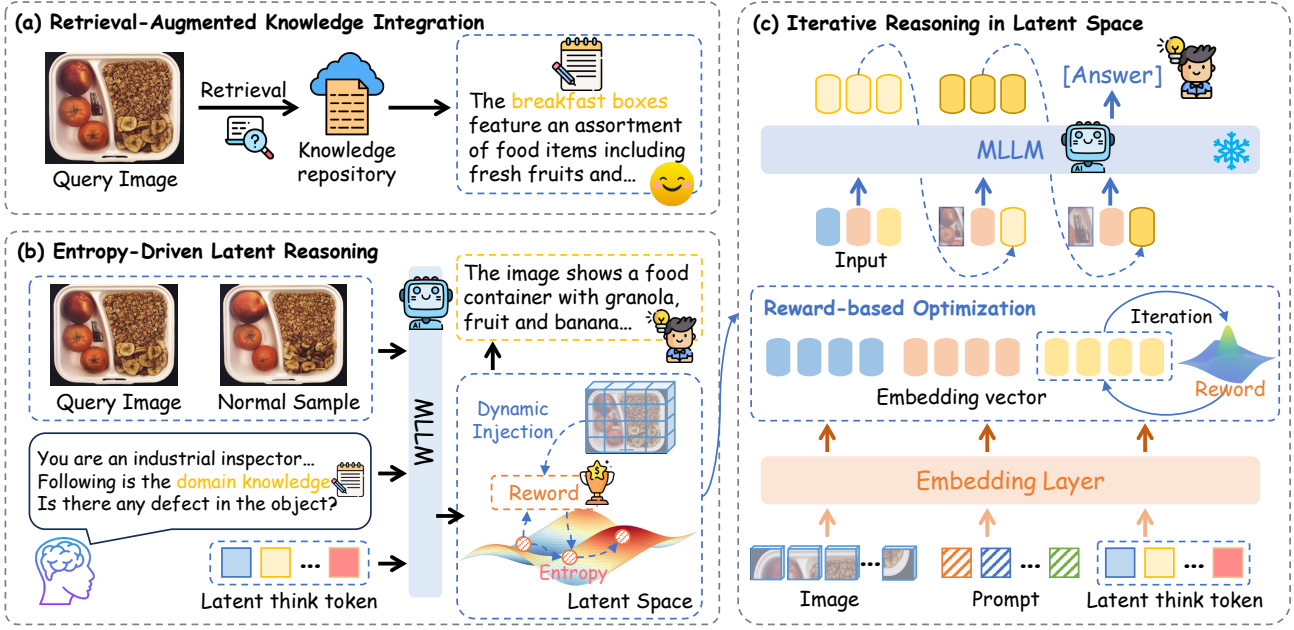 (a) Retrieval-Augmented Knowledge Integration
Query Image
Retrieval
Knowledge
repository
The breakfast boxes
feature an assortment
of food items including
fresh fruits and...
(b) Entropy-Driven Latent Reasoning
Query Image
Normal Sample
You are an industrial inspector...
Following is the domain knowledge
Is there any defect in the object?
...
Latent think token
AI
MLLM
The image shows a food
container with granola,
fruit and banana...
Dynamic
Injection
Reword
Entropy
Latent Space
(c) Iterative Reasoning in Latent Space
[Answer]
MLLM
AI
Input
Reward-based Optimization
Iteration
Embedding vector
Reword
Embedding Layer
...
Image
...
Prompt
...
Latent think token